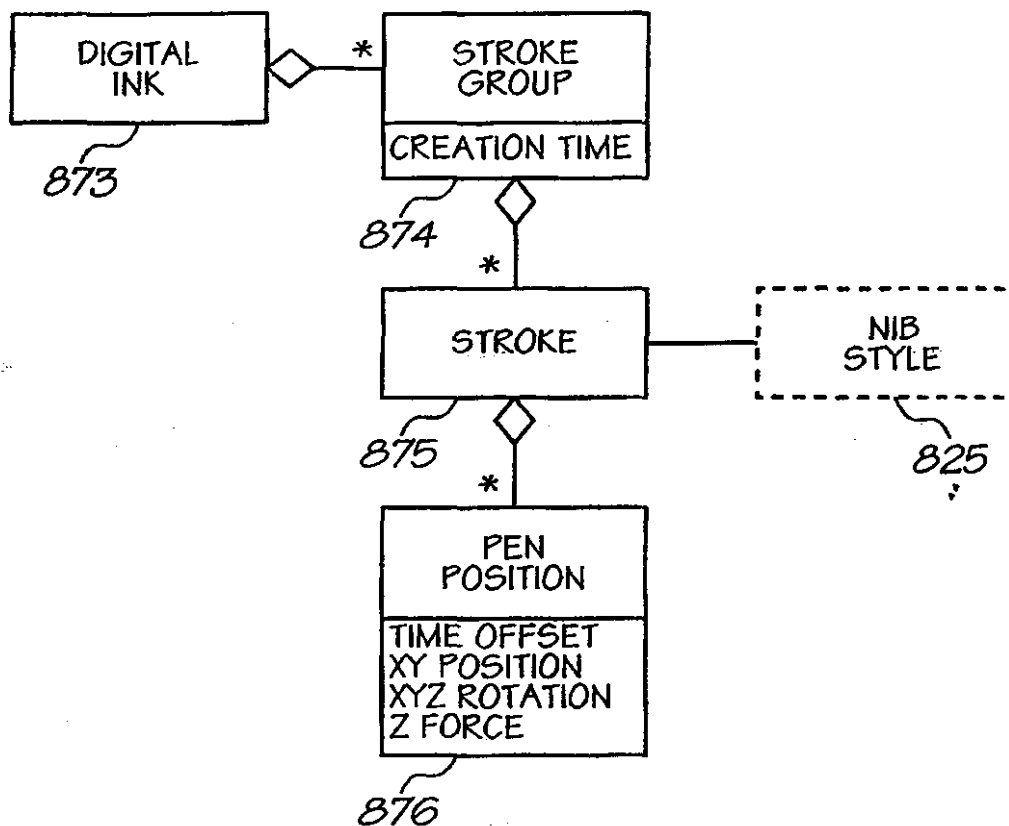 DIGITAL
INK
*
STROKE
GROUP
CREATION TIME
873
874
*
STROKE
NIB
STYLE
875
825
*
PEN
POSITION
TIME OFFSET
XY POSITION
XYZ ROTATION
Z FORCE
876